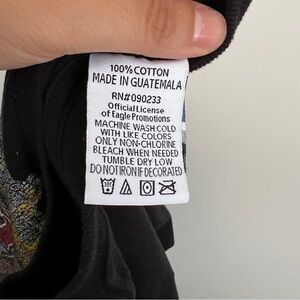 100% COTTON
MADE IN GUATEMALA
RN#090233
Official License
of Eagle Promotions
MACHINE WASH COLD
WITH LIKE COLORS
ONLY NON-CHLORINE
BLEACH WHEN NEEDED
TUMBLE DRY LOW
DO NOT IRON IF DECORATED